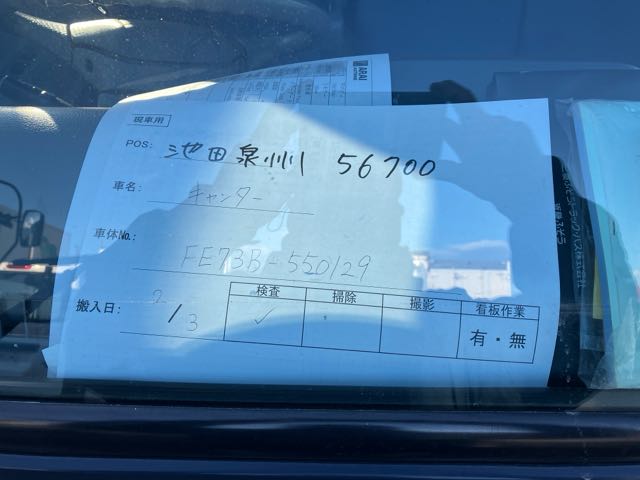 ARAI
現車用
POS: 池田泉州 56700
車名: キャンター
車体No.: FE73B-550129
搬入日: 2/3
検査 掃除 撮影 看板作業
✓ 有・無